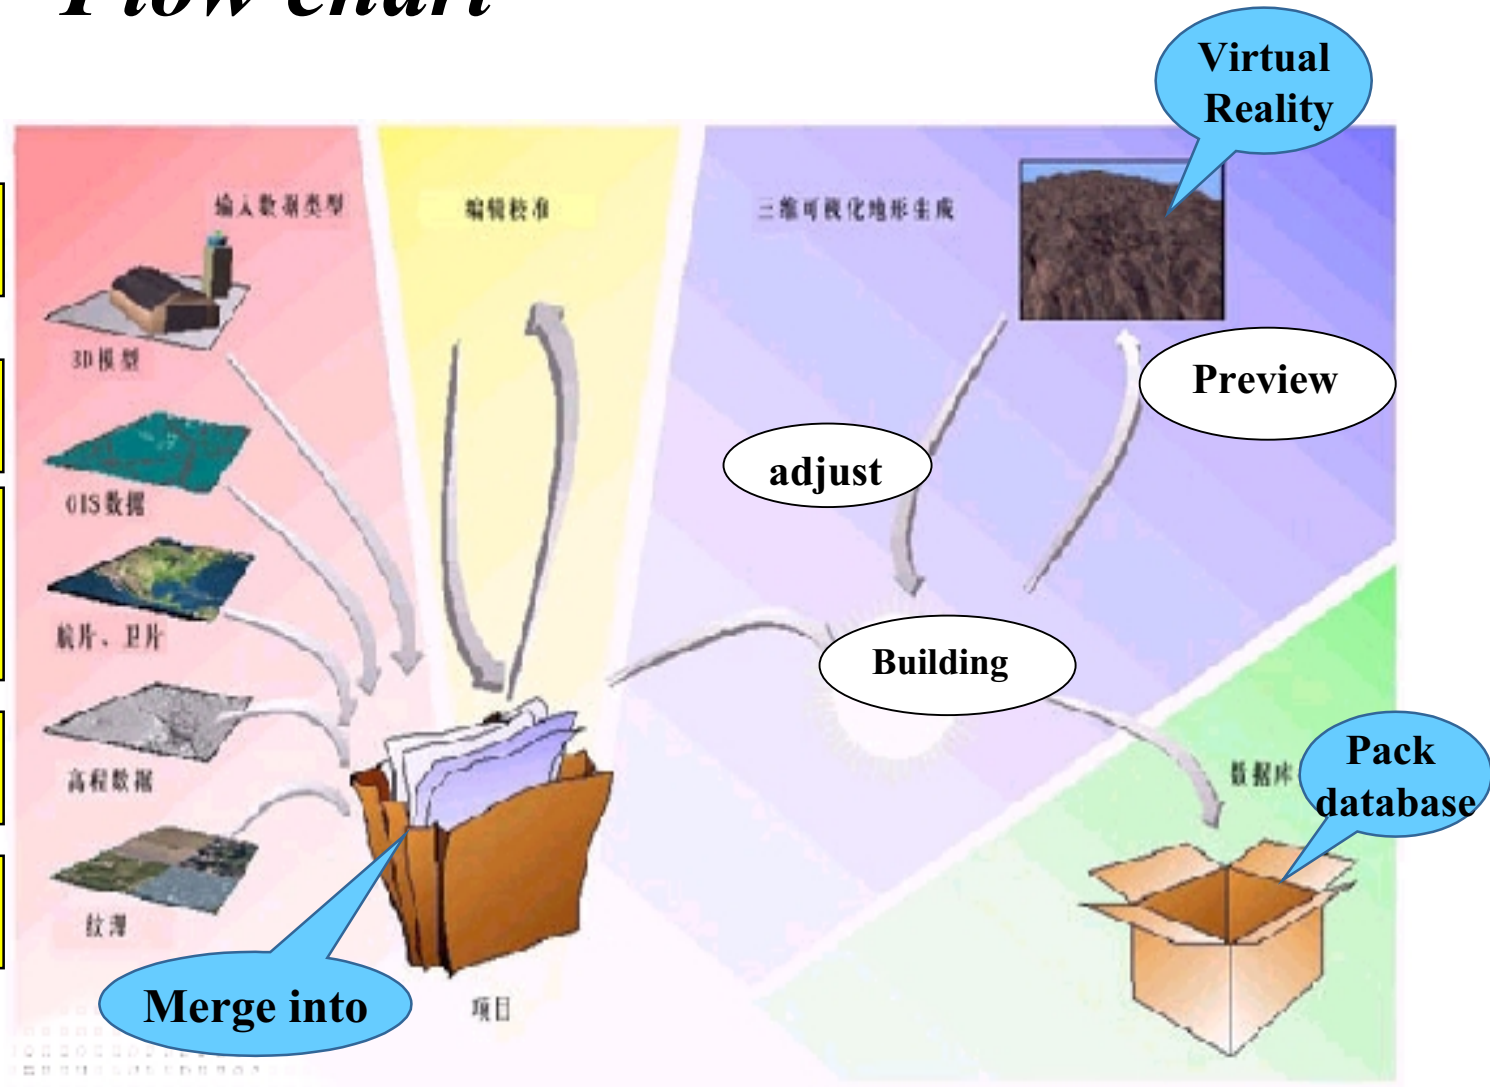 Flow chart
Virtual
Reality
输入数据类型
编辑校准
三维可视化地形生成
3D模型
Preview
adjust
GIS数据
航片、卫片
Building
高程数据
数据库
Pack
database
纹理
Merge into
项目